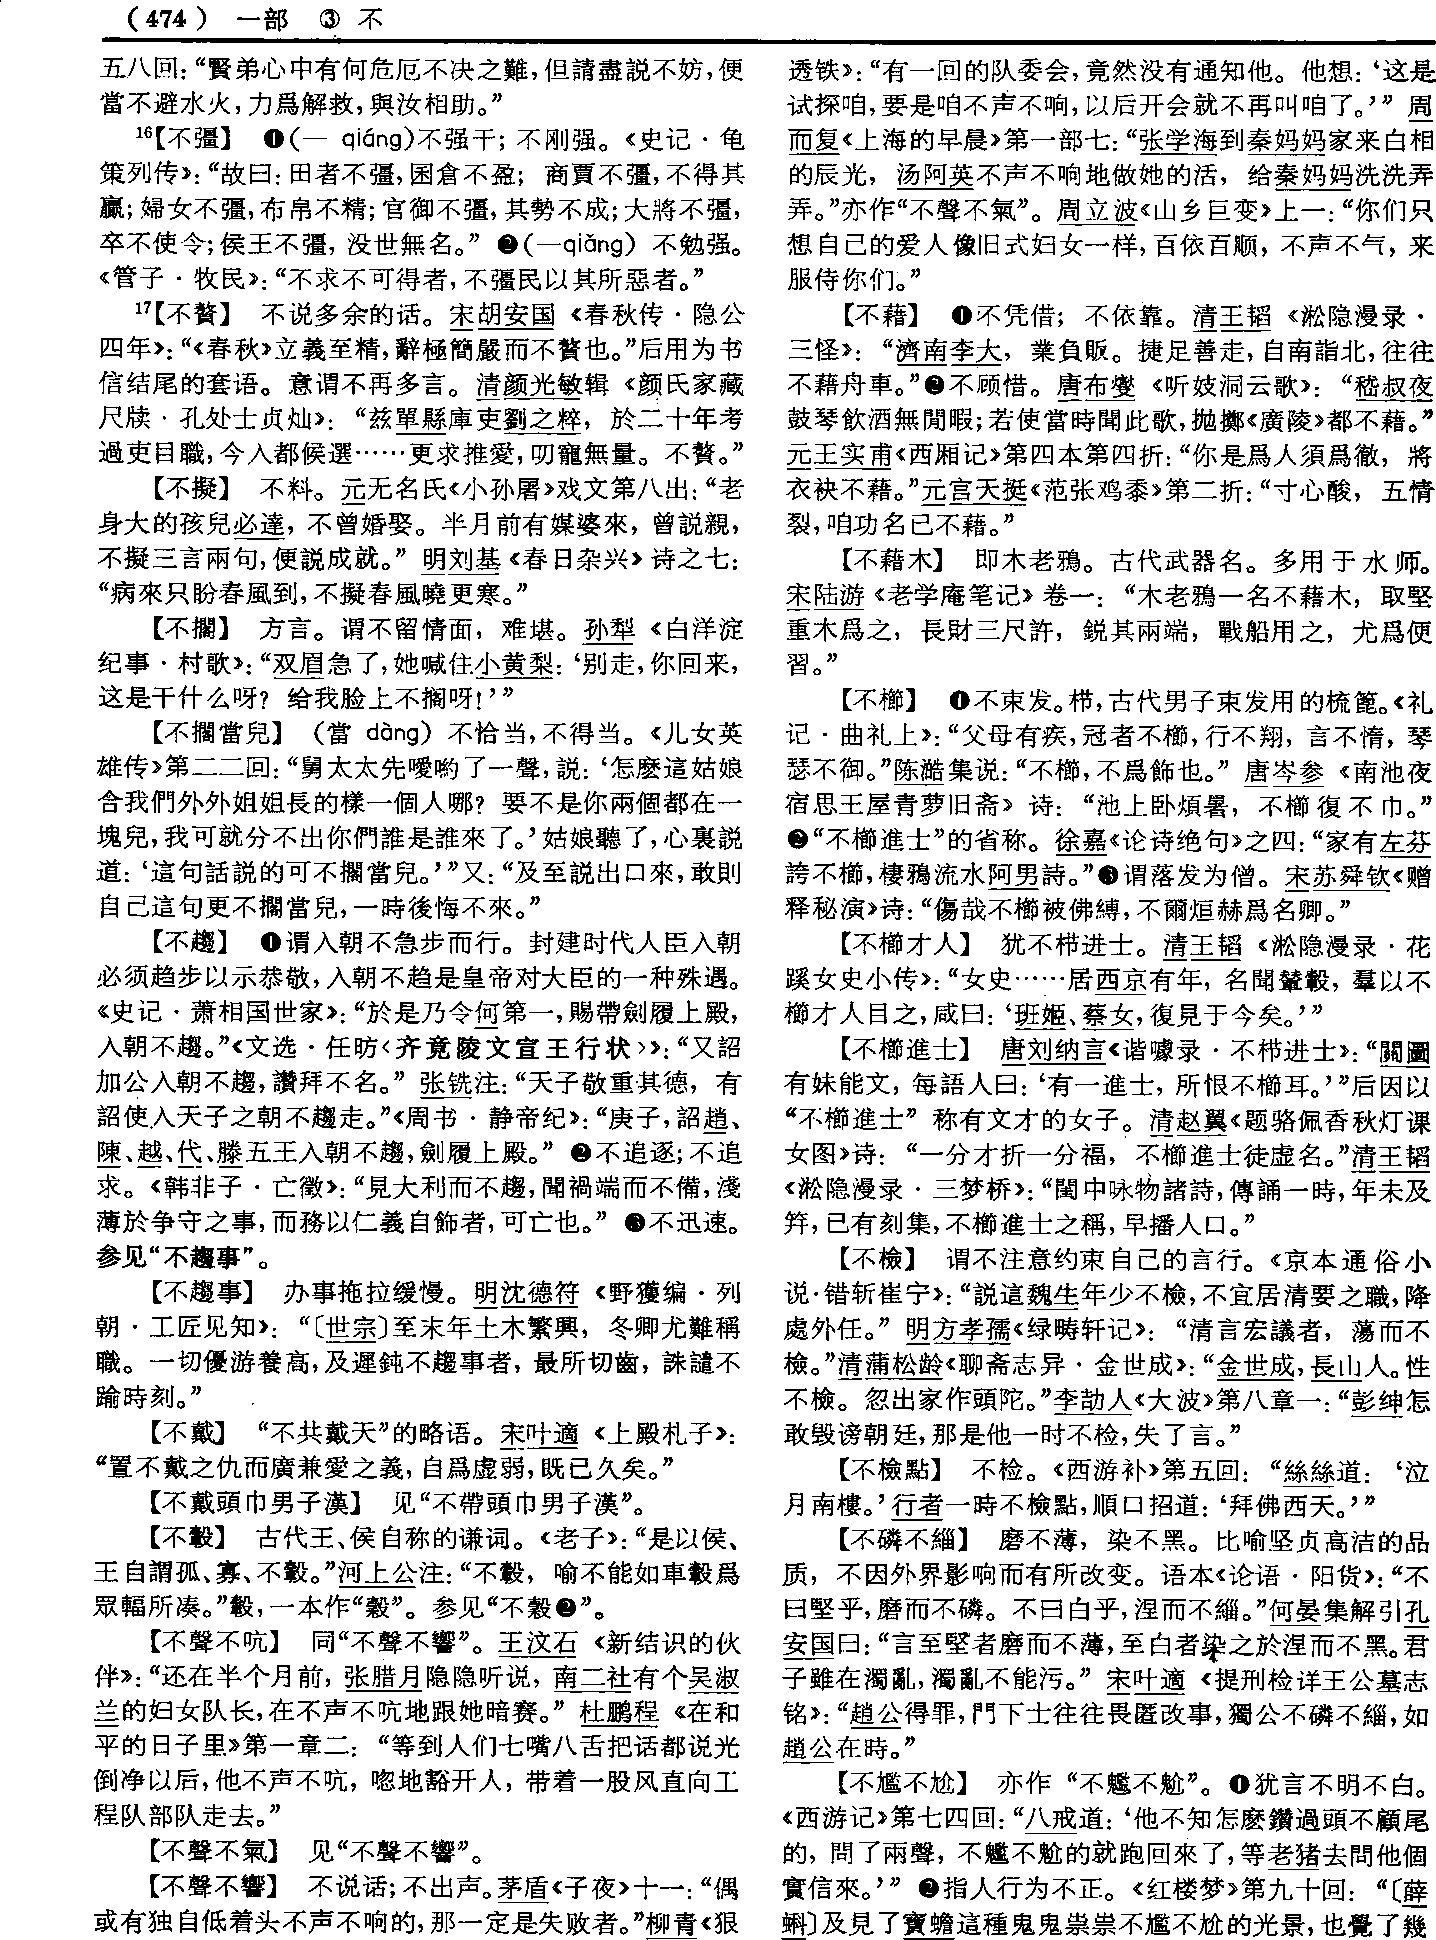 （474） 一部 ③ 不
五八回：“賢弟心中有何危厄不决之難，但請盡説不妨，便
當不避水火，力爲解救，與汝相助。”
16【不彊】 ❶（一 qiáng）不强干；不刚强。《史记·龟
策列传》：“故曰：田者不彊，囷倉不盈；商賈不彊，不得其
贏；婦女不彊，布帛不精；官御不彊，其勢不成；大將不彊，
卒不使令；侯王不彊，没世無名。” ❷（一qiǎng）不勉强。
《管子·牧民》：“不求不可得者，不彊民以其所惡者。”
17【不贅】 不说多余的话。宋胡安国《春秋传·隐公
四年》：“《春秋》立義至精，辭極簡嚴而不贅也。”后用为书
信结尾的套语。意谓不再多言。清颜光敏辑《颜氏家藏
尺牍·孔处士贞灿》：“兹單縣庫吏劉之粹，於二十年考
過吏目職，今入都候選……更求推愛，叨寵無量。不贅。”
【不擬】 不料。元无名氏《小孙屠》戏文第八出：“老
身大的孩兒必達，不曾婚娶。半月前有媒婆來，曾説親，
不擬三言兩句，便説成就。”明刘基《春日杂兴》诗之七：
“病來只盼春風到，不擬春風曉更寒。”
【不擱】 方言。谓不留情面，难堪。孙犁《白洋淀
纪事·村歌》：“双眉急了，她喊住小黄梨：‘别走，你回来，
这是干什么呀？给我脸上不搁呀！’”
【不擱當兒】（當 dàng）不恰当，不得当。《儿女英
雄传》第二二回：“舅太太先噯喲了一聲，説：‘怎麽這姑娘
合我們外外姐姐長的樣一個人哪？要不是你兩個都在一
塊兒，我可就分不出你們誰是誰來了。’姑娘聽了，心裏説
道：‘這句話説的可不擱當兒。’”又：“及至説出口來，敢則
自己這句更不擱當兒，一時後悔不來。”
【不趨】 ❶谓入朝不急步而行。封建时代人臣入朝
必须趋步以示恭敬，入朝不趋是皇帝对大臣的一种殊遇。
《史记·萧相国世家》：“於是乃令何第一，賜帶劍履上殿，
入朝不趨。”《文选·任昉〈齐竟陵文宣王行状〉》：“又詔
加公入朝不趨，讚拜不名。”张铣注：“天子敬重其德，有
詔使入天子之朝不趨走。”《周书·静帝纪》：“庚子，詔趙、
陳、越、代、滕五王入朝不趨，劍履上殿。” ❷不追逐；不追
求。《韩非子·亡徵》：“見大利而不趨，聞禍端而不備，淺
薄於争守之事，而務以仁義自飾者，可亡也。” ❸不迅速。
参见“不趨事”。
【不趨事】 办事拖拉缓慢。明沈德符《野獲编·列
朝·工匠见知》：“〔世宗〕至末年土木繁興，冬卿尤難稱
職。一切優游養高，及遲鈍不趨事者，最所切齒，誅譴不
踰時刻。”
【不戴】 “不共戴天”的略语。宋叶適《上殿札子》：
“置不戴之仇而廣兼愛之義，自爲虚弱，既已久矣。”
【不戴頭巾男子漢】 见“不帶頭巾男子漢”。
【不轂】 古代王、侯自称的谦词。《老子》：“是以侯、
王自謂孤、寡、不轂。”河上公注：“不轂，喻不能如車轂爲
眾輻所凑。”轂，一本作“穀”。参见“不穀❷”。
【不聲不吭】 同“不聲不響”。王汶石《新结识的伙
伴》：“还在半个月前，张腊月隐隐听说，南二社有个吴淑
兰的妇女队长，在不声不吭地跟她暗赛。”杜鹏程《在和
平的日子里》第一章二：“等到人们七嘴八舌把话都说光
倒净以后，他不声不吭，唿地豁开人，带着一股风直向工
程队部队走去。”
【不聲不氣】 见“不聲不響”。
【不聲不響】 不说话；不出声。茅盾《子夜》十一：“偶
或有独自低着头不声不响的，那一定是失败者。”柳青《狠
透铁》：“有一回的队委会，竟然没有通知他。他想：‘这是
试探咱，要是咱不声不响，以后开会就不再叫咱了。’”周
而复《上海的早晨》第一部七：“张学海到秦妈妈家来白相
的辰光，汤阿英不声不响地做她的活，给秦妈妈洗洗弄
弄。”亦作“不聲不氣”。周立波《山乡巨变》上一：“你们只
想自己的爱人像旧式妇女一样，百依百顺，不声不气，来
服侍你们。”
【不藉】 ❶不凭借；不依靠。清王韬《淞隐漫录·
三怪》：“濟南李大，業負販。捷足善走，自南詣北，往往
不藉舟車。”❷不顾惜。唐布燮《听妓洞云歌》：“嵇叔夜
鼓琴飲酒無閒暇；若使當時聞此歌，抛擲《廣陵》都不藉。”
元王实甫《西厢记》第四本第四折：“你是爲人須爲徹，將
衣袂不藉。”元宫天挺《范张鸡黍》第二折：“寸心酸，五情
裂，咱功名已不藉。”
【不藉木】 即木老鴉。古代武器名。多用于水师。
宋陆游《老学庵笔记》卷一：“木老鴉一名不藉木，取堅
重木爲之，長財三尺許，鋭其兩端，戰船用之，尤爲便
習。”
【不櫛】 ❶不束发。栉，古代男子束发用的梳篦。《礼
记·曲礼上》：“父母有疾，冠者不櫛，行不翔，言不惰，琴
瑟不御。”陈澔集说：“不櫛，不爲飾也。”唐岑参《南池夜
宿思王屋青萝旧斋》诗：“池上卧煩暑，不櫛復不巾。”
❷“不櫛進士”的省称。徐嘉《论诗绝句》之四：“家有左芬
誇不櫛，棲鴉流水阿男詩。”❸谓落发为僧。宋苏舜钦《赠
释秘演》诗：“傷哉不櫛被佛縛，不爾烜赫爲名卿。”
【不櫛才人】 犹不栉进士。清王韬《淞隐漫录·花
蹊女史小传》：“女史……居西京有年，名聞輦轂，羣以不
櫛才人目之，咸曰：‘班姬、蔡女，復見于今矣。’”
【不櫛進士】 唐刘纳言《谐噱录·不栉进士》：“關圖
有妹能文，每語人曰：‘有一進士，所恨不櫛耳。’”后因以
“不櫛進士”称有文才的女子。清赵翼《题骆佩香秋灯课
女图》诗：“一分才折一分福，不櫛進士徒虚名。”清王韬
《淞隐漫录·三梦桥》：“閨中咏物諸詩，傳誦一時，年未及
笄，已有刻集，不櫛進士之稱，早播人口。”
【不檢】 谓不注意约束自己的言行。《京本通俗小
说·错斩崔宁》：“説這魏生年少不檢，不宜居清要之職，降
處外任。”明方孝孺《绿畴轩记》：“清言宏議者，蕩而不
檢。”清蒲松龄《聊斋志异·金世成》：“金世成，長山人。性
不檢。忽出家作頭陀。”李劼人《大波》第八章一：“彭绅怎
敢毁谤朝廷，那是他一时不检，失了言。”
【不檢點】 不检。《西游补》第五回：“絲絲道：‘泣
月南樓。’行者一時不檢點，順口招道：‘拜佛西天。’”
【不磷不緇】 磨不薄，染不黑。比喻坚贞高洁的品
质，不因外界影响而有所改变。语本《论语·阳货》：“不
曰堅乎，磨而不磷。不曰白乎，涅而不緇。”何晏集解引孔
安国曰：“言至堅者磨而不薄，至白者染之於涅而不黑。君
子雖在濁亂，濁亂不能污。”宋叶適《提刑检详王公墓志
铭》：“趙公得罪，門下士往往畏匿改事，獨公不磷不緇，如
趙公在時。”
【不尷不尬】 亦作“不魀不魀”。❶犹言不明不白。
《西游记》第七四回：“八戒道：‘他不知怎麽鑽過頭不顧尾
的，問了兩聲，不尷不尬的就跑回來了，等老猪去問他個
實信來。’” ❷指人行为不正。《红楼梦》第九十回：“〔薛
蝌〕及見了寶蟾這種鬼鬼祟祟不尷不尬的光景，也覺了幾